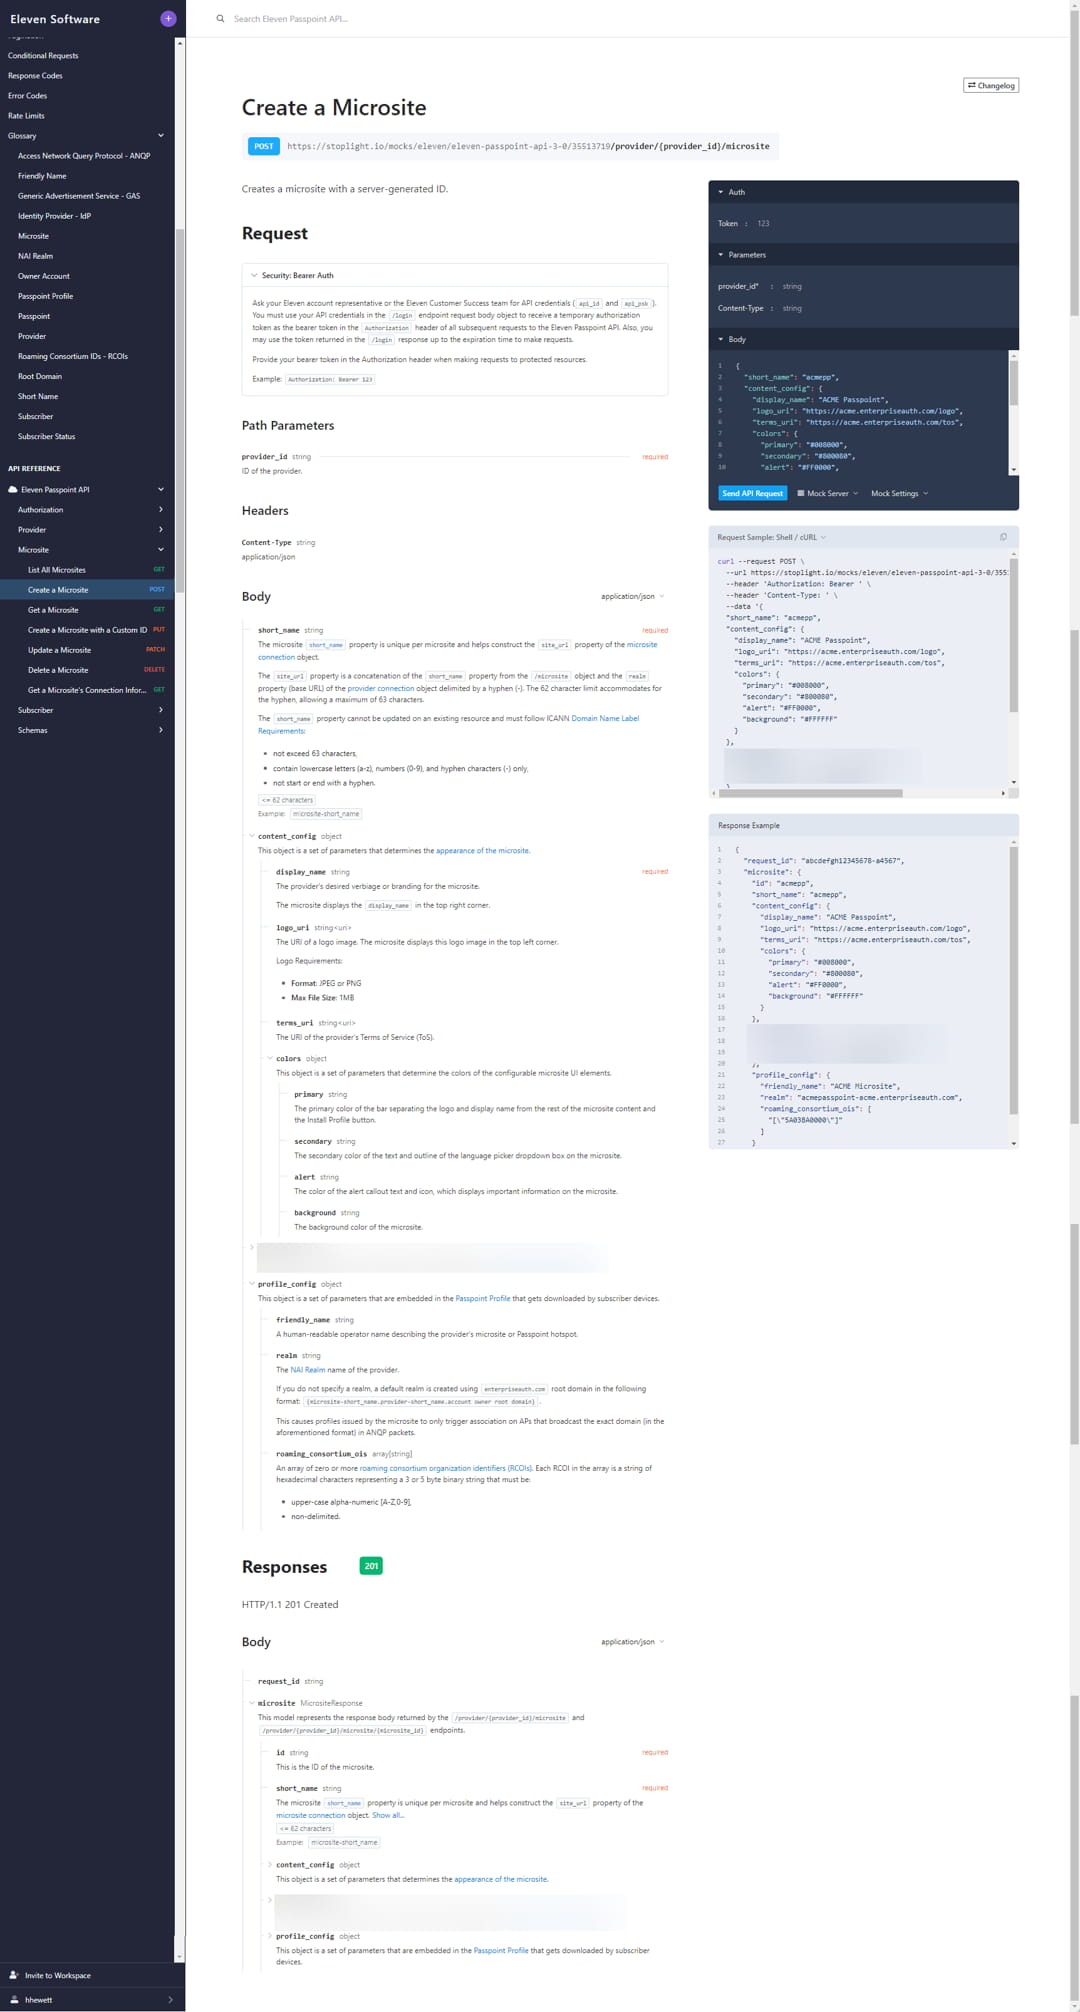 Eleven Software
+
Conditional Requests
Response Codes
Error Codes
Rate Limits
Glossary
Access Network Query Protocol - ANQP
Friendly Name
Generic Advertisement Service - GAS
Identity Provider - IdP
Microsite
NAI Realm
Owner Account
Passpoint Profile
Passpoint
Provider
Roaming Consortium IDs - RCOIs
Root Domain
Short Name
Subscriber
Subscriber Status
API REFERENCE
Eleven Passpoint API
Authorization
Provider
Microsite
List All Microsites GET
Create a Microsite POST
Get a Microsite GET
Create a Microsite with a Custom ID PUT
Update a Microsite PATCH
Delete a Microsite DELETE
Get a Microsite's Connection Infor... GET
Subscriber
Schemas
Invite to Workspace
hhewett
Search Eleven Passpoint API...
Changelog
Create a Microsite
POST https://stoplight.io/mocks/eleven/eleven-passpoint-api-3-0/35513719/provider/{provider_id}/microsite
Creates a microsite with a server-generated ID.
Request
Security: Bearer Auth
Ask your Eleven account representative or the Eleven Customer Success team for API credentials ( api_id and api_psk ).
You must use your API credentials in the /login endpoint request body object to receive a temporary authorization
token as the bearer token in the Authorization header of all subsequent requests to the Eleven Passpoint API. Also, you
may use the token returned in the /login response up to the expiration time to make requests.
Provide your bearer token in the Authorization header when making requests to protected resources.
Example: Authorization: Bearer 123
Path Parameters
provider_id string required
ID of the provider.
Headers
Content-Type string
application/json
Body application/json
short_name string required
The microsite short_name property is unique per microsite and helps construct the site_url property of the microsite
connection object.
The site_url property is a concatenation of the short_name property from the /microsite object and the realm
property (base URL) of the provider connection object delimited by a hyphen (-). The 62 character limit accommodates for
the hyphen, allowing a maximum of 63 characters.
The short_name property cannot be updated on an existing resource and must follow ICANN Domain Name Label
Requirements:
• not exceed 63 characters,
• contain lowercase letters (a-z), numbers (0-9), and hyphen characters (-) only,
• not start or end with a hyphen.
<= 62 characters
Example: microsite-short_name
content_config object
This object is a set of parameters that determines the appearance of the microsite.
display_name string required
The provider's desired verbiage or branding for the microsite.
The microsite displays the display_name in the top right corner.
logo_uri string<uri>
The URI of a logo image. The microsite displays this logo image in the top left corner.
Logo Requirements:
• Format: JPEG or PNG
• Max File Size: 1MB
terms_uri string<uri>
The URI of the provider's Terms of Service (ToS).
colors object
This object is a set of parameters that determine the colors of the configurable microsite UI elements.
primary string
The primary color of the bar separating the logo and display name from the rest of the microsite content and
the Install Profile button.
secondary string
The secondary color of the text and outline of the language picker dropdown box on the microsite.
alert string
The color of the alert callout text and icon, which displays important information on the microsite.
background string
The background color of the microsite.
profile_config object
This object is a set of parameters that are embedded in the Passpoint Profile that gets downloaded by subscriber devices.
friendly_name string
A human-readable operator name describing the provider's microsite or Passpoint hotspot.
realm string
The NAI Realm name of the provider.
If you do not specify a realm, a default realm is created using enterpriseauth.com root domain in the following
format: {microsite-short_name.provider-short_name.account owner root domain} .
This causes profiles issued by the microsite to only trigger association on APs that broadcast the exact domain (in the
aforementioned format) in ANQP packets.
roaming_consortium_ois array[string]
An array of zero or more roaming consortium organization identifiers (RCOIs). Each RCOI in the array is a string of
hexadecimal characters representing a 3 or 5 byte binary string that must be:
• upper-case alpha-numeric [A-Z,0-9],
• non-delimited.
Responses 201
HTTP/1.1 201 Created
Body application/json
request_id string
microsite MicrositeResponse
This model represents the response body returned by the /provider/{provider_id}/microsite and
/provider/{provider_id}/microsite/{microsite_id} endpoints.
id string required
This is the ID of the microsite.
short_name string required
The microsite short_name property is unique per microsite and helps construct the site_url property of the
microsite connection object. Show all...
<= 62 characters
Example: microsite-short_name
content_config object
This object is a set of parameters that determines the appearance of the microsite.
profile_config object
This object is a set of parameters that are embedded in the Passpoint Profile that gets downloaded by subscriber
devices.
Auth
Token : 123
Parameters
provider_id* : string
Content-Type : string
Body
1 {
2 "short_name": "acmepp",
3 "content_config": {
4 "display_name": "ACME Passpoint",
5 "logo_uri": "https://acme.enterpriseauth.com/logo",
6 "terms_uri": "https://acme.enterpriseauth.com/tos",
7 "colors": {
8 "primary": "#008000",
9 "secondary": "#800080",
10 "alert": "#FF0000",
Send API Request Mock Server Mock Settings
Request Sample: Shell / cURL
curl --request POST \
--url https://stoplight.io/mocks/eleven/eleven-passpoint-api-3-0/355
--header 'Authorization: Bearer ' \
--header 'Content-Type: ' \
--data '{
"short_name": "acmepp",
"content_config": {
"display_name": "ACME Passpoint",
"logo_uri": "https://acme.enterpriseauth.com/logo",
"terms_uri": "https://acme.enterpriseauth.com/tos",
"colors": {
"primary": "#008000",
"secondary": "#800080",
"alert": "#FF0000",
"background": "#FFFFFF"
}
},
Response Example
1 {
2 "request_id": "abcdefgh12345678-a4567",
3 "microsite": {
4 "id": "acmepp",
5 "short_name": "acmepp",
6 "content_config": {
7 "display_name": "ACME Passpoint",
8 "logo_uri": "https://acme.enterpriseauth.com/logo",
9 "terms_uri": "https://acme.enterpriseauth.com/tos",
10 "colors": {
11 "primary": "#008000",
12 "secondary": "#800080",
13 "alert": "#FF0000",
14 "background": "#FFFFFF"
15 }
16 },
17
18
19
20 },
21 "profile_config": {
22 "friendly_name": "ACME Microsite",
23 "realm": "acmepasspoint-acme.enterpriseauth.com",
24 "roaming_consortium_ois": [
25 "[\"5A03BA0000\"]"
26 ]
27 }